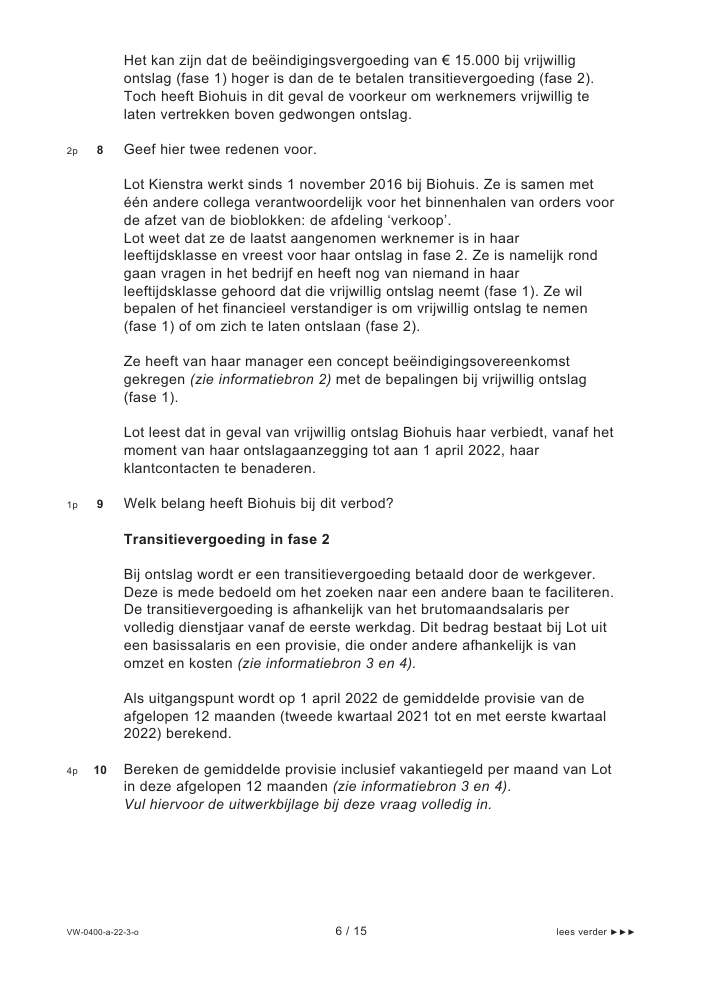 Het kan zijn dat de beëindigingsvergoeding van € 15.000 bij vrijwillig
ontslag (fase 1) hoger is dan de te betalen transitievergoeding (fase 2).
Toch heeft Biohuis in dit geval de voorkeur om werknemers vrijwillig te
laten vertrekken boven gedwongen ontslag.
2p 8 Geef hier twee redenen voor.
Lot Kienstra werkt sinds 1 november 2016 bij Biohuis. Ze is samen met
één andere collega verantwoordelijk voor het binnenhalen van orders voor
de afzet van de bioblokken: de afdeling ‘verkoop’.
Lot weet dat ze de laatst aangenomen werknemer is in haar
leeftijdsklasse en vreest voor haar ontslag in fase 2. Ze is namelijk rond
gaan vragen in het bedrijf en heeft nog van niemand in haar
leeftijdsklasse gehoord dat die vrijwillig ontslag neemt (fase 1). Ze wil
bepalen of het financieel verstandiger is om vrijwillig ontslag te nemen
(fase 1) of om zich te laten ontslaan (fase 2).
Ze heeft van haar manager een concept beëindigingsovereenkomst
gekregen (zie informatiebron 2) met de bepalingen bij vrijwillig ontslag
(fase 1).
Lot leest dat in geval van vrijwillig ontslag Biohuis haar verbiedt, vanaf het
moment van haar ontslagaanzegging tot aan 1 april 2022, haar
klantcontacten te benaderen.
1p 9 Welk belang heeft Biohuis bij dit verbod?
Transitievergoeding in fase 2
Bij ontslag wordt er een transitievergoeding betaald door de werkgever.
Deze is mede bedoeld om het zoeken naar een andere baan te faciliteren.
De transitievergoeding is afhankelijk van het brutomaandsalaris per
volledig dienstjaar vanaf de eerste werkdag. Dit bedrag bestaat bij Lot uit
een basissalaris en een provisie, die onder andere afhankelijk is van
omzet en kosten (zie informatiebron 3 en 4).
Als uitgangspunt wordt op 1 april 2022 de gemiddelde provisie van de
afgelopen 12 maanden (tweede kwartaal 2021 tot en met eerste kwartaal
2022) berekend.
4p 10 Bereken de gemiddelde provisie inclusief vakantiegeld per maand van Lot
in deze afgelopen 12 maanden (zie informatiebron 3 en 4).
Vul hiervoor de uitwerkbijlage bij deze vraag volledig in.
VW-0400-a-22-3-o 6 / 15 lees verder ►►►